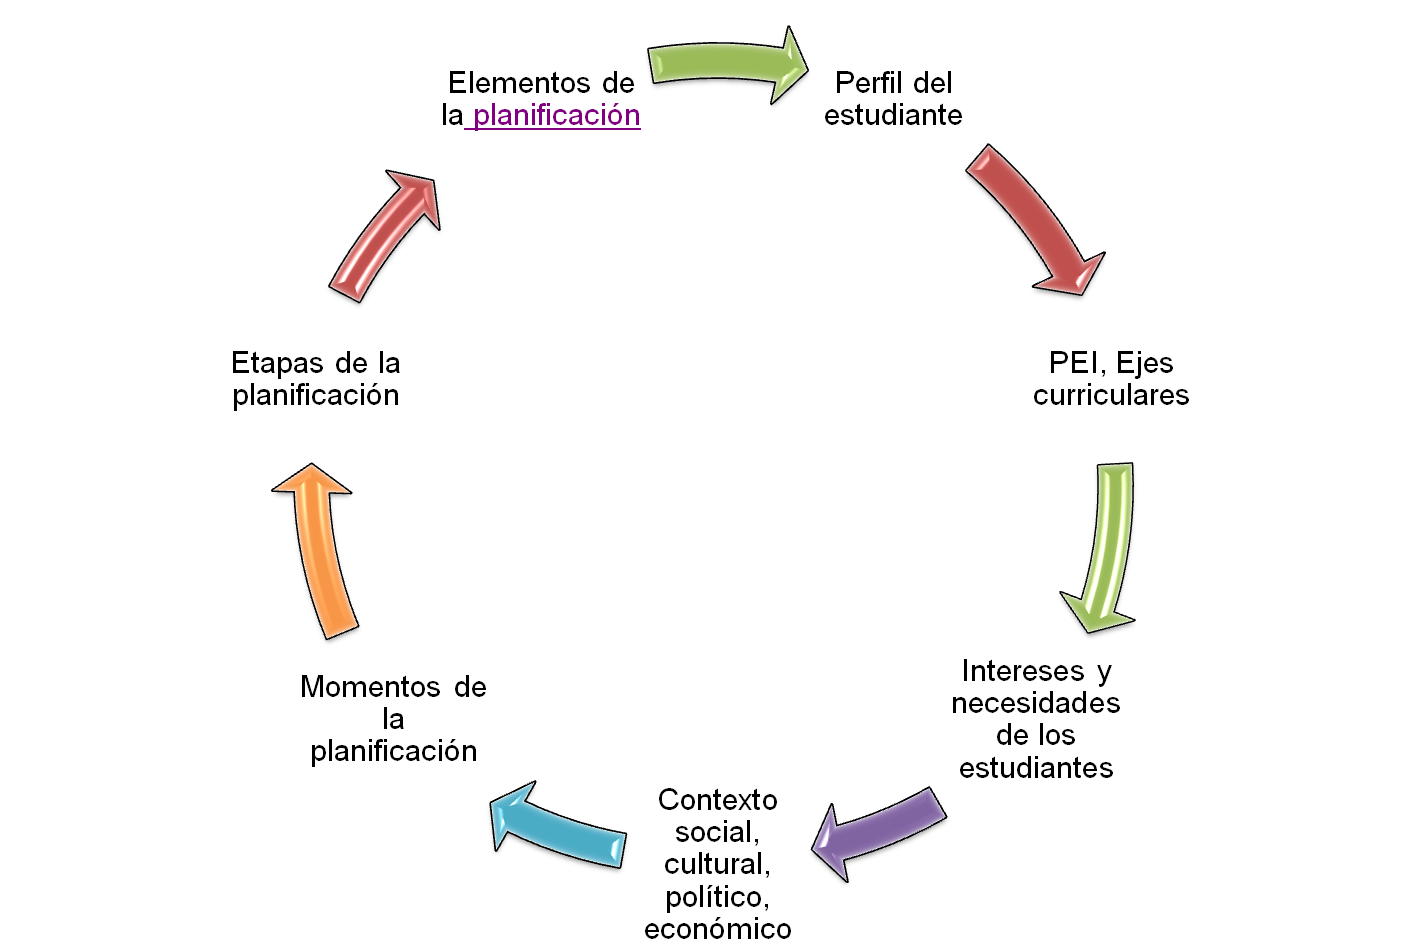 Elementos de
la planificación
Perfil del
estudiante
PEI, Ejes
curriculares
Intereses y
necesidades
de los
estudiantes
Contexto
social,
cultural,
político,
económico
Momentos de
la
planificación
Etapas de la
planificación